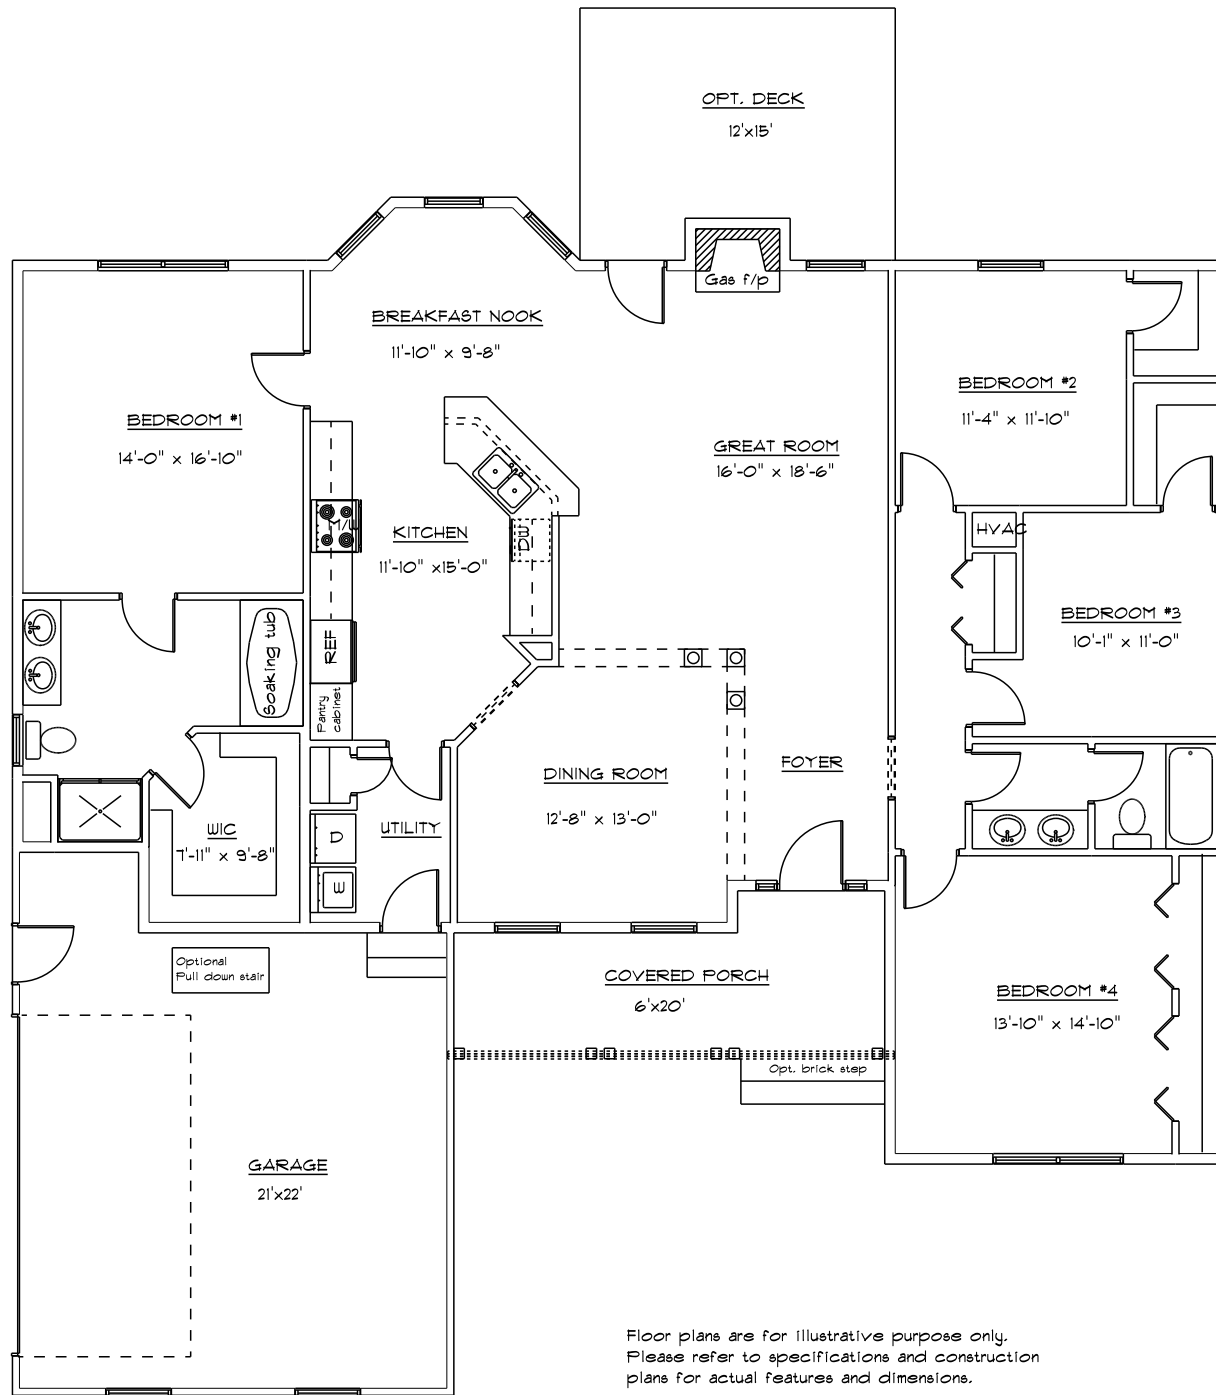 OPT. DECK
12'x15'
Gas f/p
BREAKFAST NOOK
11'-10" x 9'-8"
BEDROOM #2
11'-4" x 11'-10"
BEDROOM #1
14'-0" x 16'-10"
GREAT ROOM
16'-0" x 18'-6"
KITCHEN
11'-10" x15'-0"
DW
HVAC
BEDROOM #3
10'-1" x 11'-0"
Soaking tub
REF
Pantry
cabinet
DINING ROOM
12'-8" x 13'-0"
FOYER
WIC
7'-11" x 9'-8"
UTILITY
D
W
Optional
Pull down stair
COVERED PORCH
6'x20'
BEDROOM #4
13'-10" x 14'-10"
Opt. brick step
GARAGE
21'x22'
Floor plans are for illustrative purpose only.
Please refer to specifications and construction
plans for actual features and dimensions.